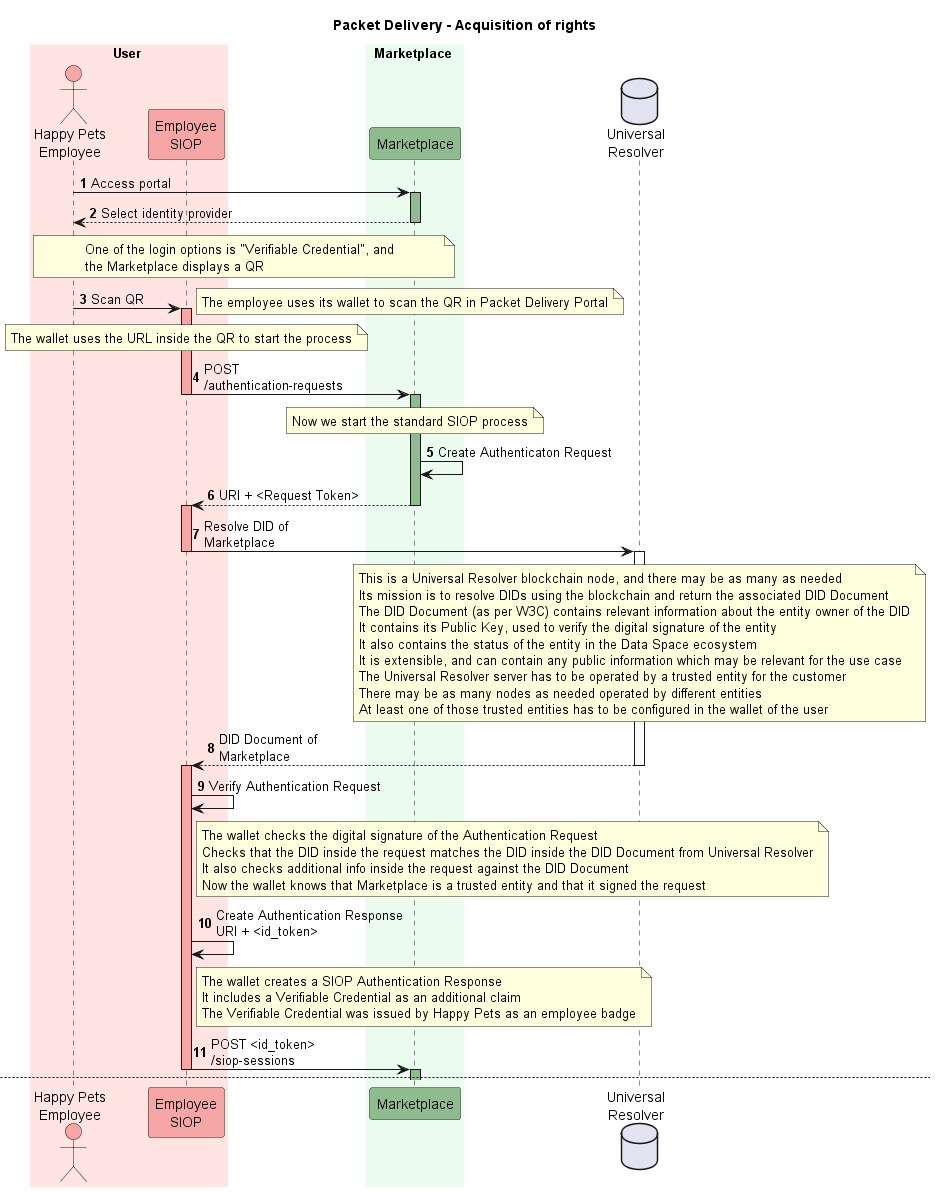 Packet Delivery - Acquisition of rights
User
Marketplace
Happy Pets
Employee
Employee
SIOP
Marketplace
Universal
Resolver
1 Access portal
2 Select identity provider
One of the login options is "Verifiable Credential", and
the Marketplace displays a QR
3 Scan QR
The employee uses its wallet to scan the QR in Packet Delivery Portal
The wallet uses the URL inside the QR to start the process
4 POST
/authentication-requests
Now we start the standard SIOP process
5 Create Authenticaton Request
6 URI + <Request Token>
7 Resolve DID of
Marketplace
This is a Universal Resolver blockchain node, and there may be as many as needed
Its mission is to resolve DIDs using the blockchain and return the associated DID Document
The DID Document (as per W3C) contains relevant information about the entity owner of the DID
It contains its Public Key, used to verify the digital signature of the entity
It also contains the status of the entity in the Data Space ecosystem
It is extensible, and can contain any public information which may be relevant for the use case
The Universal Resolver server has to be operated by a trusted entity for the customer
There may be as many nodes as needed operated by different entities
At least one of those trusted entities has to be configured in the wallet of the user
8 DID Document of
Marketplace
9 Verify Authentication Request
The wallet checks the digital signature of the Authentication Request
Checks that the DID inside the request matches the DID inside the DID Document from Universal Resolver
It also checks additional info inside the request against the DID Document
Now the wallet knows that Marketplace is a trusted entity and that it signed the request
10 Create Authentication Response
URI + <id_token>
The wallet creates a SIOP Authentication Response
It includes a Verifiable Credential as an additional claim
The Verifiable Credential was issued by Happy Pets as an employee badge
11 POST <id_token>
/siop-sessions
Happy Pets
Employee
Employee
SIOP
Marketplace
Universal
Resolver